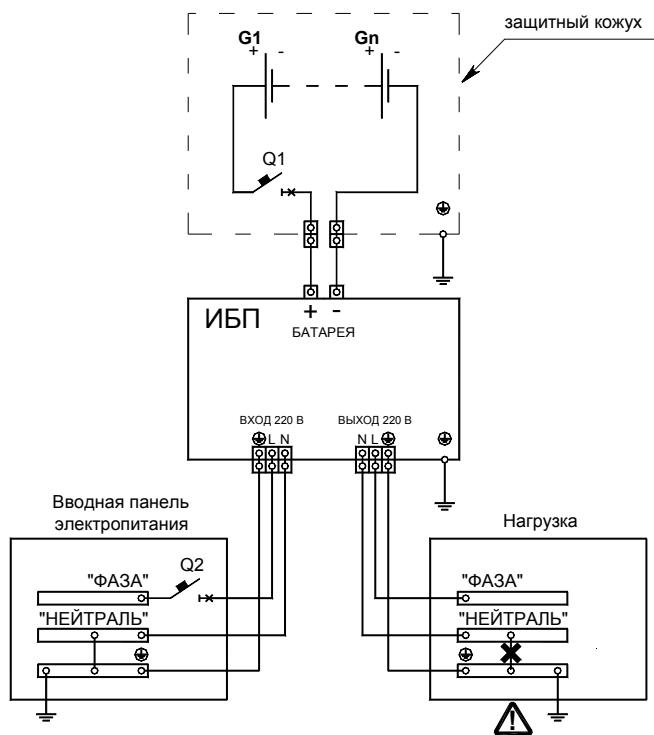 защитный кожух
G1
Gn
+ -
+ -
Q1
ИБП
+ -
БАТАРЕЯ
ВХОД 220 В
ВЫХОД 220 В
L N
N L
Вводная панель
электропитания
Нагрузка
Q2
"ФАЗА"
"ФАЗА"
"НЕЙТРАЛЬ"
"НЕЙТРАЛЬ"